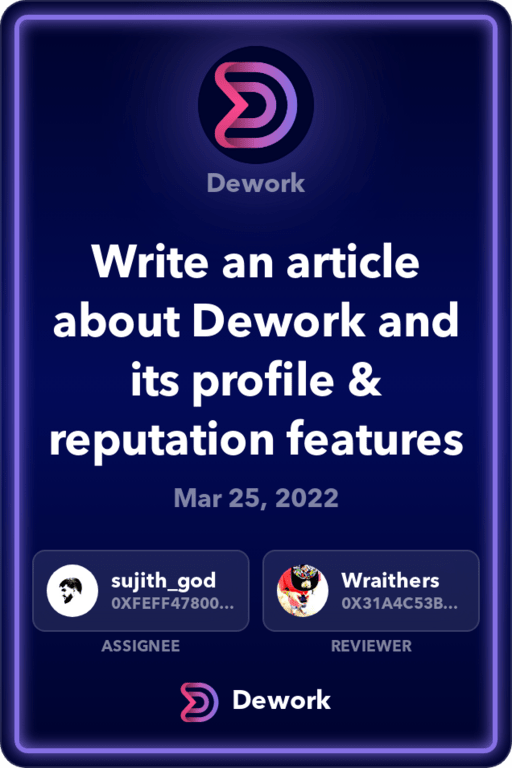 Dework
Write an article
about Dework and
its profile &
reputation features
Mar 25, 2022
sujith_god
0XFEFF47800...
ASSIGNEE
Wraithers
0X31A4C53B...
REVIEWER
Dework